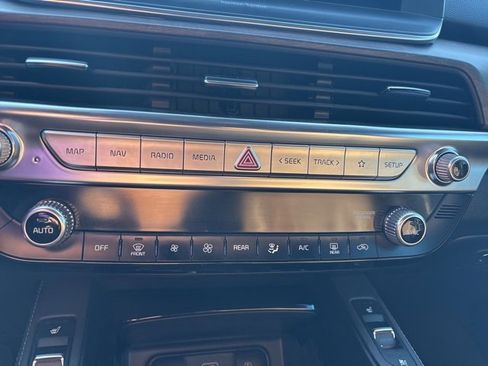 MAP NAV RADIO MEDIA < SEEK TRACK > SETUP
AUTO OFF FRONT REAR A/C REAR